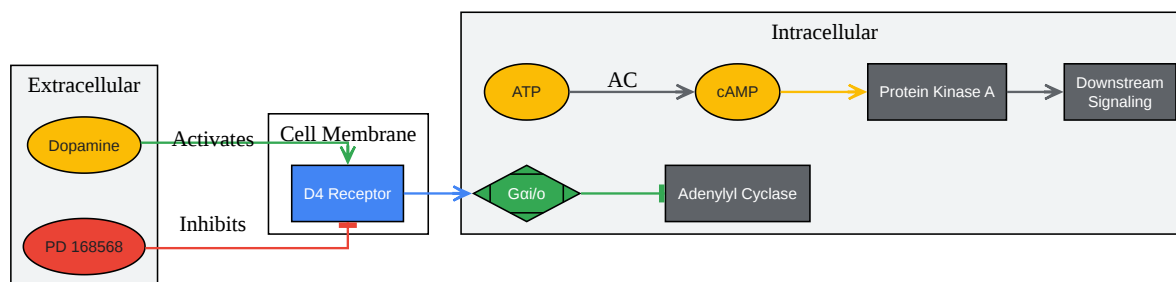 Extracellular
Dopamine
PD 168568
Activates
Inhibits
Cell Membrane
D4 Receptor
Intracellular
ATP
AC
cAMP
Protein Kinase A
Downstream
Signaling
Gαi/o
Adenylyl Cyclase